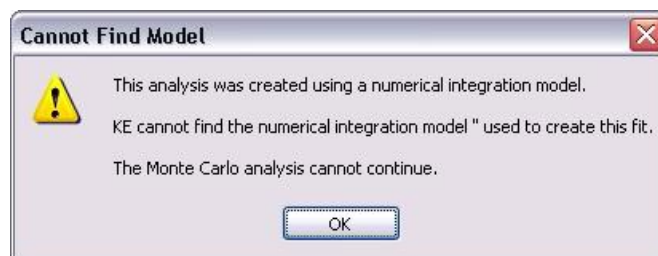 Cannot Find Model
This analysis was created using a numerical integration model.
KE cannot find the numerical integration model '' used to create this fit.
The Monte Carlo analysis cannot continue.
OK